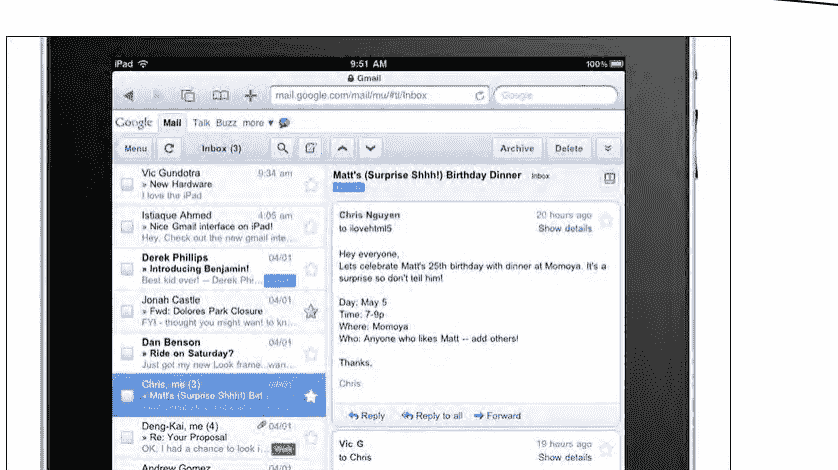 iPad
9:51 AM
100%
Gmail
mail.google.com/mail/mu/#tl/Inbox
Google
Google Mail Talk Buzz more
Menu
Inbox (3)
Archive
Delete
Vic Gundotra 9:34 am
» New Hardware
I love the iPad
Istiaque Ahmed 4:05 am
» Nice Gmail interface on iPad!
Hey, Check out the new gmail inte...
Derek Phillips 04/01
» Introducing Benjamin!
Best kid ever! -- Derek Phi...
Jonah Castle 04/01
» Fwd: Dolores Park Closure
FYI - thought you might want to kn...
Dan Benson 04/01
» Ride on Saturday?
Just got my new Look frame...wan...
Chris, me (3) 04/01
» Matt's (Surprise Shhh!) Bir
Deng-Kai, me (4) 04/01
» Re: Your Proposal
OK, I had a chance to look i...
Andrew Gomez
Matt's (Surprise Shhh!) Birthday Dinner Inbox
Chris Nguyen 20 hours ago
to ilovehtml5 Show details
Hey everyone,
Lets celebrate Matt's 25th birthday with dinner at Momoya. It's a
surprise so don't tell him!
Day: May 5
Time: 7-9p
Where: Momoya
Who: Anyone who likes Matt -- add others!
Thanks,
Chris
Reply Reply to all Forward
Vic G 19 hours ago
to Chris Show details